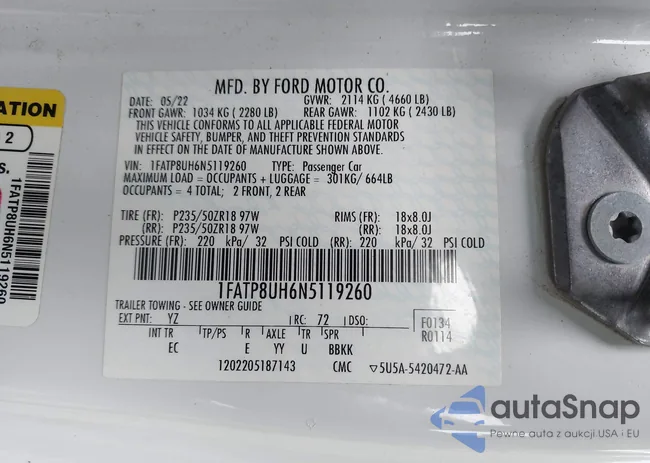 MFD. BY FORD MOTOR CO.
DATE: 05/22 GVWR: 2114 KG (4660 LB)
FRONT GAWR: 1034 KG (2280 LB) REAR GAWR: 1102 KG (2430 LB)
THIS VEHICLE CONFORMS TO ALL APPLICABLE FEDERAL MOTOR
VEHICLE SAFETY, BUMPER, AND THEFT PREVENTION STANDARDS
IN EFFECT ON THE DATE OF MANUFACTURE SHOWN ABOVE.
VIN: 1FATP8UH6N5119260 TYPE: Passenger Car
MAXIMUM LOAD = OCCUPANTS + LUGGAGE = 301KG/ 664LB
OCCUPANTS = 4 TOTAL; 2 FRONT, 2 REAR
TIRE (FR): P235/50ZR18 97W RIMS (FR): 18x8.0J
(RR): P235/50ZR18 97W (RR): 18x8.0J
PRESSURE (FR): 220 kPa/ 32 PSI COLD (RR): 220 kPa/ 32 PSI COLD
1FATP8UH6N5119260
TRAILER TOWING - SEE OWNER GUIDE
EXT PNT: YZ RC: 72 DSO: F0134
R0114
INT TR TP/PS R AXLE TR SPR
EC E YY U BBKK
1202205187143 CMC ▽5U5A-5420472-AA
ATION
2
s.
1FATP8UH6N5119260
autaSnap
Pewne auta z aukcji USA i EU